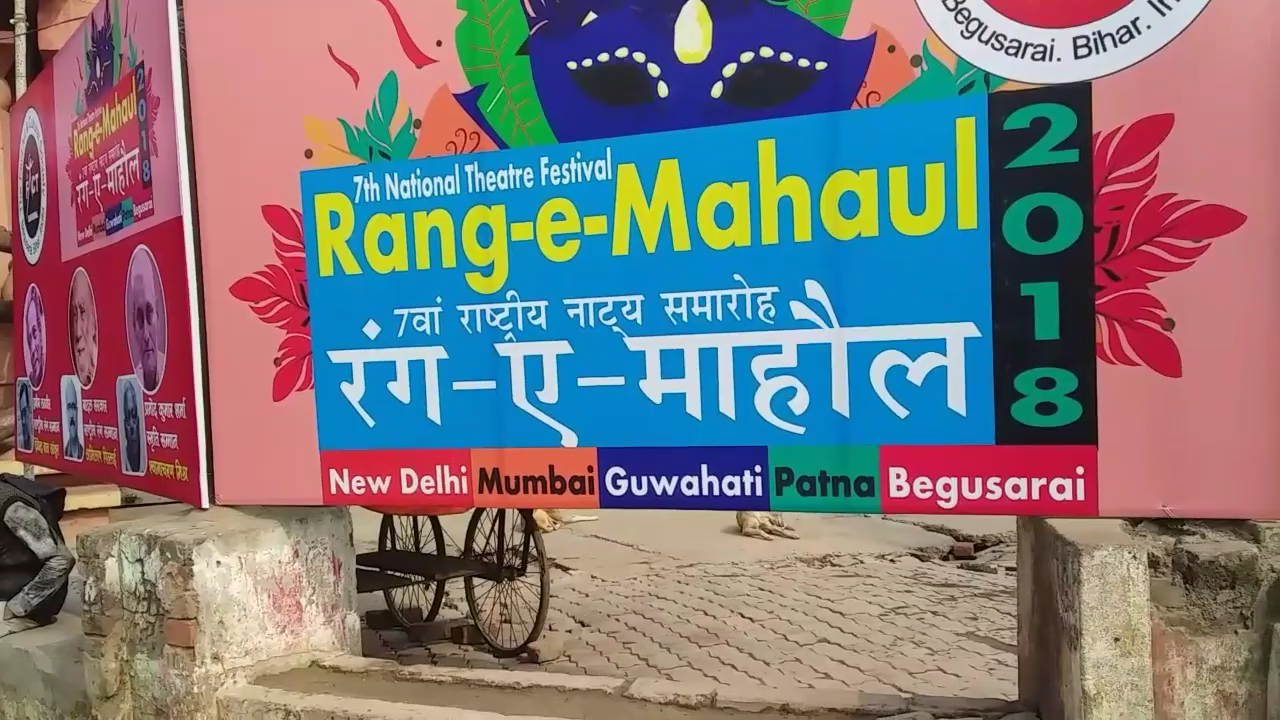 Begusarai. Bihar.
7th National Theatre Festival
Rang-e-Mahaul
7वां राष्ट्रीय नाट्य समारोह
रंग-ए-माहौल
2018
New Delhi Mumbai Guwahati Patna Begusarai
Rang-e-Mahaul
रंग-ए-माहौल
2018